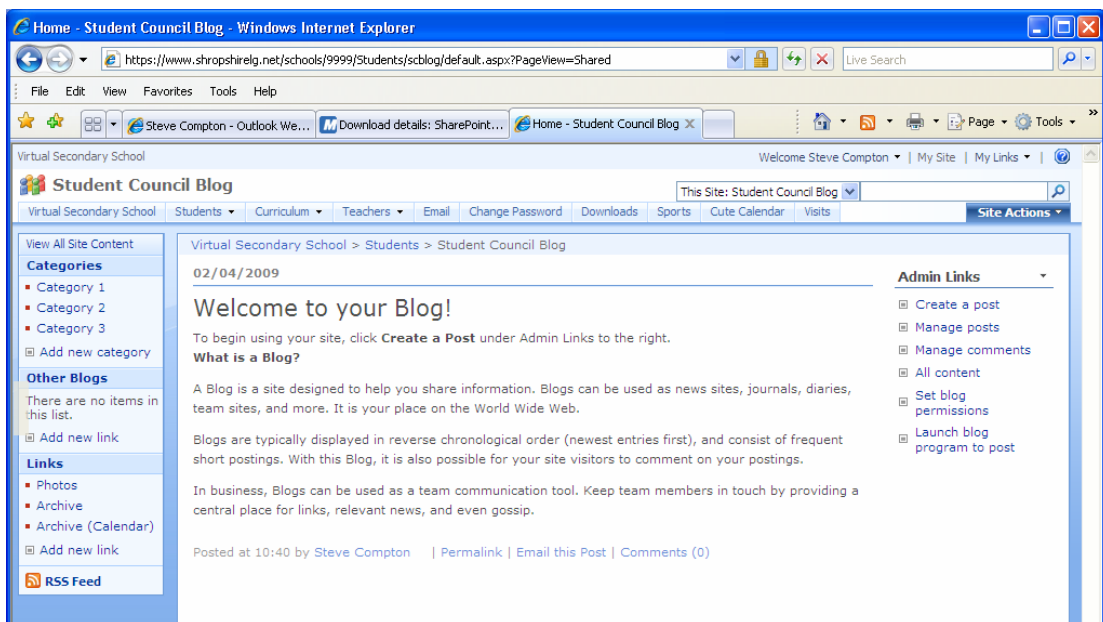 Home - Student Council Blog - Windows Internet Explorer
https://www.shropshirelg.net/schools/9999/Students/scblog/default.aspx?PageView=Shared
Live Search
File Edit View Favorites Tools Help
Steve Compton - Outlook We...
Download details: SharePoint...
Home - Student Council Blog
Page Tools
Virtual Secondary School
Welcome Steve Compton | My Site | My Links |
Student Council Blog
This Site: Student Council Blog
Virtual Secondary School Students Curriculum Teachers Email Change Password Downloads Sports Cute Calendar Visits
Site Actions
View All Site Content
Categories
Category 1
Category 2
Category 3
Add new category
Other Blogs
There are no items in
this list.
Add new link
Links
Photos
Archive
Archive (Calendar)
Add new link
RSS Feed
Virtual Secondary School > Students > Student Council Blog
02/04/2009
Welcome to your Blog!
To begin using your site, click Create a Post under Admin Links to the right.
What is a Blog?
A Blog is a site designed to help you share information. Blogs can be used as news sites, journals, diaries,
team sites, and more. It is your place on the World Wide Web.
Blogs are typically displayed in reverse chronological order (newest entries first), and consist of frequent
short postings. With this Blog, it is also possible for your site visitors to comment on your postings.
In business, Blogs can be used as a team communication tool. Keep team members in touch by providing a
central place for links, relevant news, and even gossip.
Posted at 10:40 by Steve Compton | Permalink | Email this Post | Comments (0)
Admin Links
Create a post
Manage posts
Manage comments
All content
Set blog
permissions
Launch blog
program to post